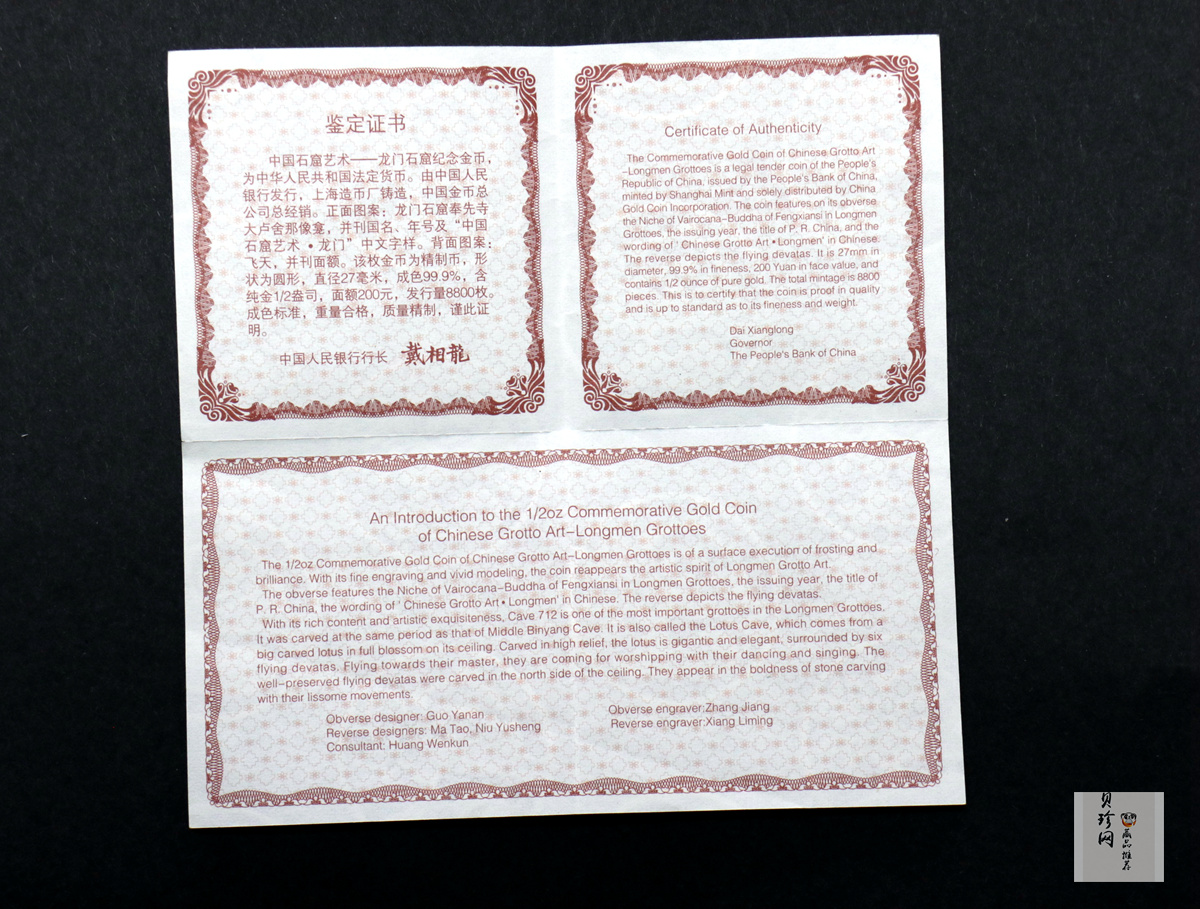 鉴定证书
中国石窟艺术——龙门石窟纪念金币，
为中华人民共和国法定货币。由中国人民
银行发行，上海造币厂铸造，中国金币总
公司总经销。正面图案：龙门石窟奉先寺
大卢舍那像龛，并刊国名、年号及“中国
石窟艺术•龙门”中文字样。背面图案：
飞天，并刊面额。该枚金币为精制币，形
状为圆形，直径27毫米，成色99.9%，含
纯金1/2盎司，面额200元，发行量8800枚。
成色标准，重量合格，质量精制，谨此证
明。
中国人民银行行长 戴相龍
Certificate of Authenticity
The Commemorative Gold Coin of Chinese Grotto Art
–Longmen Grottoes is a legal tender coin of the People's
Republic of China, issued by the People's Bank of China,
minted by Shanghai Mint and solely distributed by China
Gold Coin Incorporation. The coin features on its obverse
the Niche of Vairocana–Buddha of Fengxiansi in Longmen
Grottoes, the issuing year, the title of P. R. China, and the
wording of ' Chinese Grotto Art•Longmen' in Chinese.
The reverse depicts the flying devatas. It is 27mm in
diameter, 99.9% in fineness, 200 Yuan in face value, and
contains 1/2 ounce of pure gold. The total mintage is 8800
pieces. This is to certify that the coin is proof in quality
and is up to standard as to its fineness and weight.
Dai Xianglong
Governor
The People's Bank of China
An Introduction to the 1/2oz Commemorative Gold Coin
of Chinese Grotto Art–Longmen Grottoes
The 1/2oz Commemorative Gold Coin of Chinese Grotto Art–Longmen Grottoes is of a surface execution of frosting and
brilliance. With its fine engraving and vivid modeling, the coin reappears the artistic spirit of Longmen Grotto Art.
The obverse features the Niche of Vairocana–Buddha of Fengxiansi in Longmen Grottoes, the issuing year, the title of
P. R. China, the wording of ' Chinese Grotto Art•Longmen' in Chinese. The reverse depicts the flying devatas.
With its rich content and artistic exquisiteness, Cave 712 is one of the most important grottoes in the Longmen Grottoes.
It was carved at the same period as that of Middle Binyang Cave. It is also called the Lotus Cave, which comes from a
big carved lotus in full blossom on its ceiling. Carved in high relief, the lotus is gigantic and elegant, surrounded by six
flying devatas. Flying towards their master, they are coming for worshipping with their dancing and singing. The
well–preserved flying devatas were carved in the north side of the ceiling. They appear in the boldness of stone carving
with their lissome movements.
Obverse designer: Guo Yanan
Reverse designers: Ma Tao, Niu Yusheng
Consultant: Huang Wenkun
Obverse engraver:Zhang Jiang
Reverse engraver:Xiang Liming
贝珍网
藏品推荐